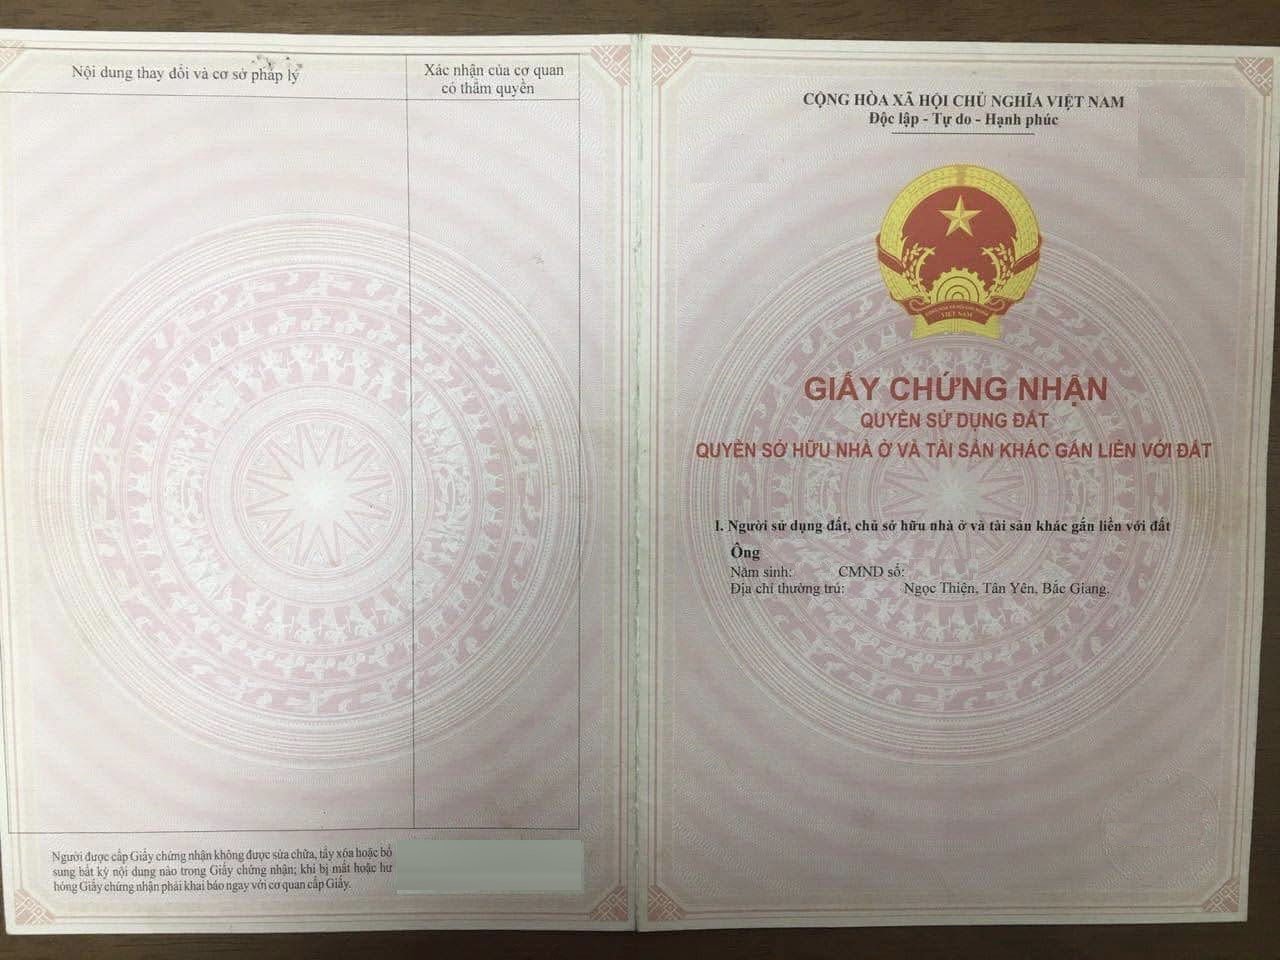 Nội dung thay đổi và cơ sở pháp lý
Xác nhận của cơ quan
có thẩm quyền
Người được cấp Giấy chứng nhận không được sửa chữa, tẩy xóa hoặc bổ
sung bất kỳ nội dung nào trong Giấy chứng nhận; khi bị mất hoặc hư
hỏng Giấy chứng nhận phải khai báo ngay với cơ quan cấp Giấy.
CỘNG HÒA XÃ HỘI CHỦ NGHĨA VIỆT NAM
Độc lập - Tự do - Hạnh phúc
VIỆT NAM
GIẤY CHỨNG NHẬN
QUYỀN SỬ DỤNG ĐẤT
QUYỀN SỞ HỮU NHÀ Ở VÀ TÀI SẢN KHÁC GẮN LIỀN VỚI ĐẤT
I. Người sử dụng đất, chủ sở hữu nhà ở và tài sản khác gắn liền với đất
Ông
Năm sinh: CMND số:
Địa chỉ thường trú: Ngọc Thiện, Tân Yên, Bắc Giang.